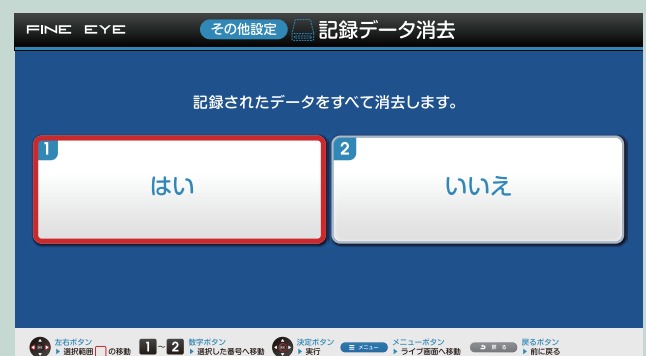 FINE EYE その他設定 記録データ消去
記録されたデータをすべて消去します。
1 はい
2 いいえ
左右ボタン
▶ 選択範囲 の移動
1～2 数字ボタン
▶ 選択した番号へ移動
決定ボタン
▶ 実行
メニュー メニューボタン
▶ ライブ画面へ移動
戻る 戻るボタン
▶ 前に戻る